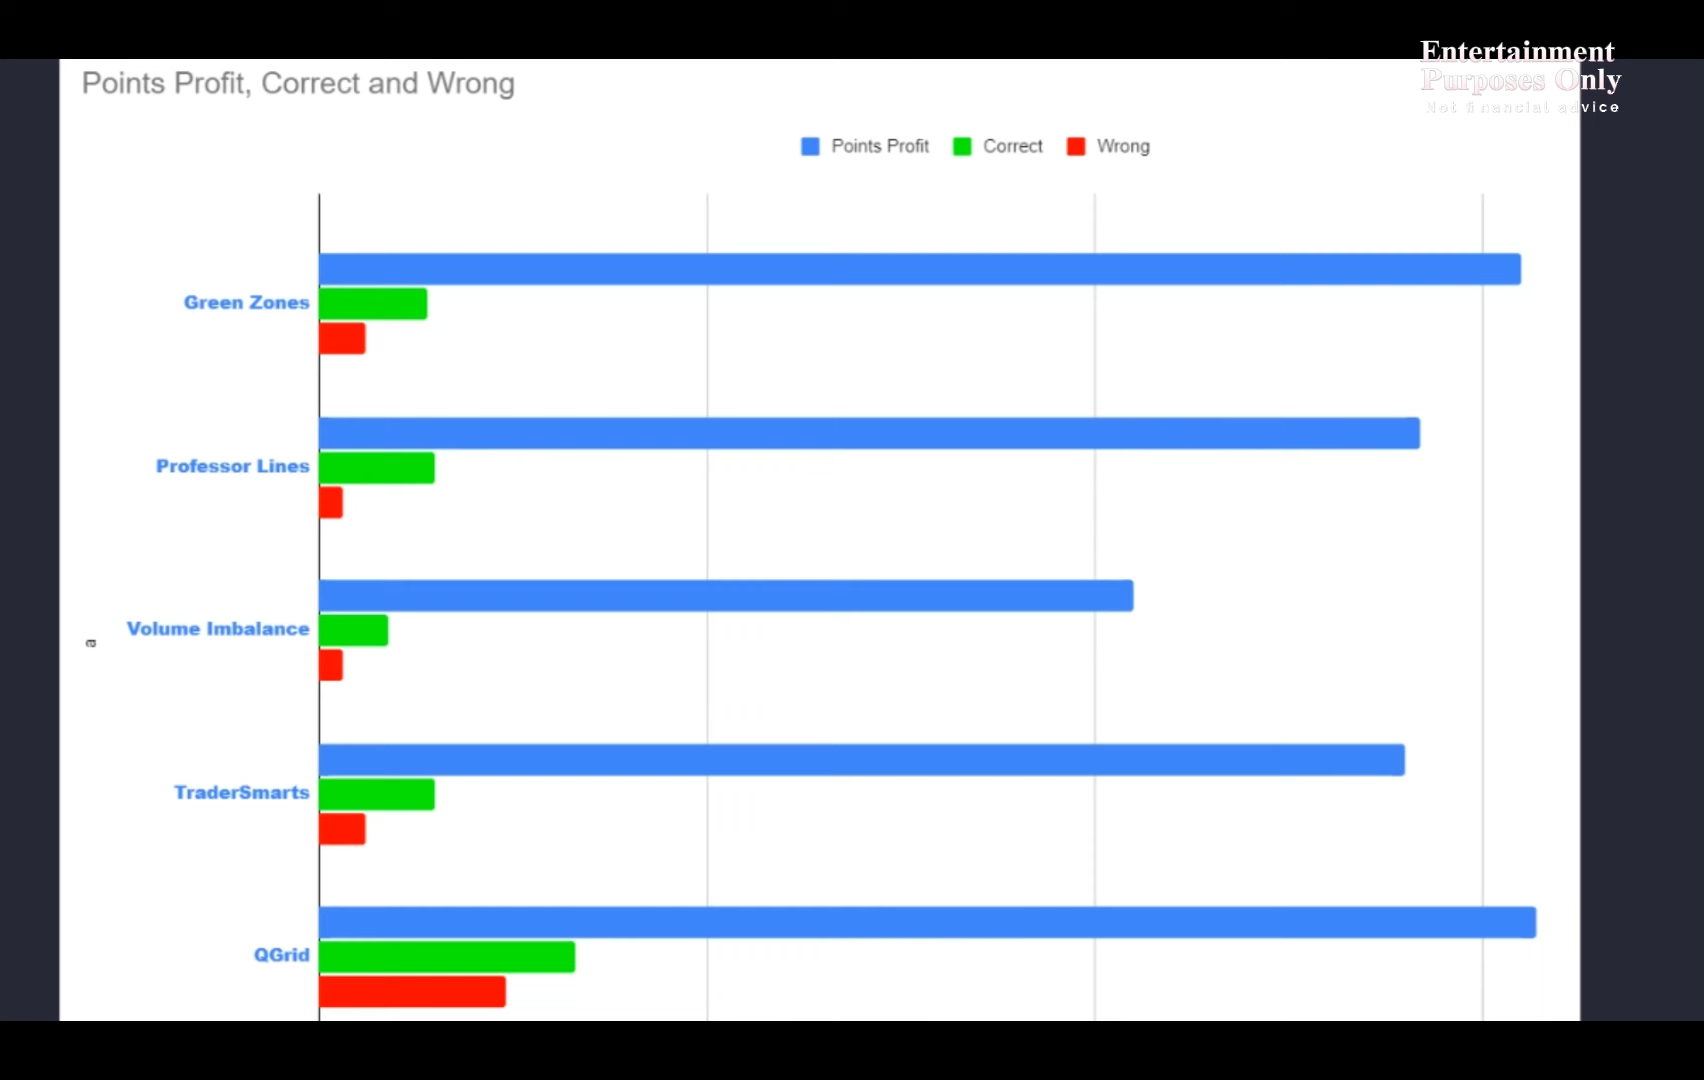 Entertainment
Purposes Only
Not financial advice
Points Profit, Correct and Wrong
Points Profit Correct Wrong
Green Zones
Professor Lines
Volume Imbalance
a
TraderSmarts
QGrid